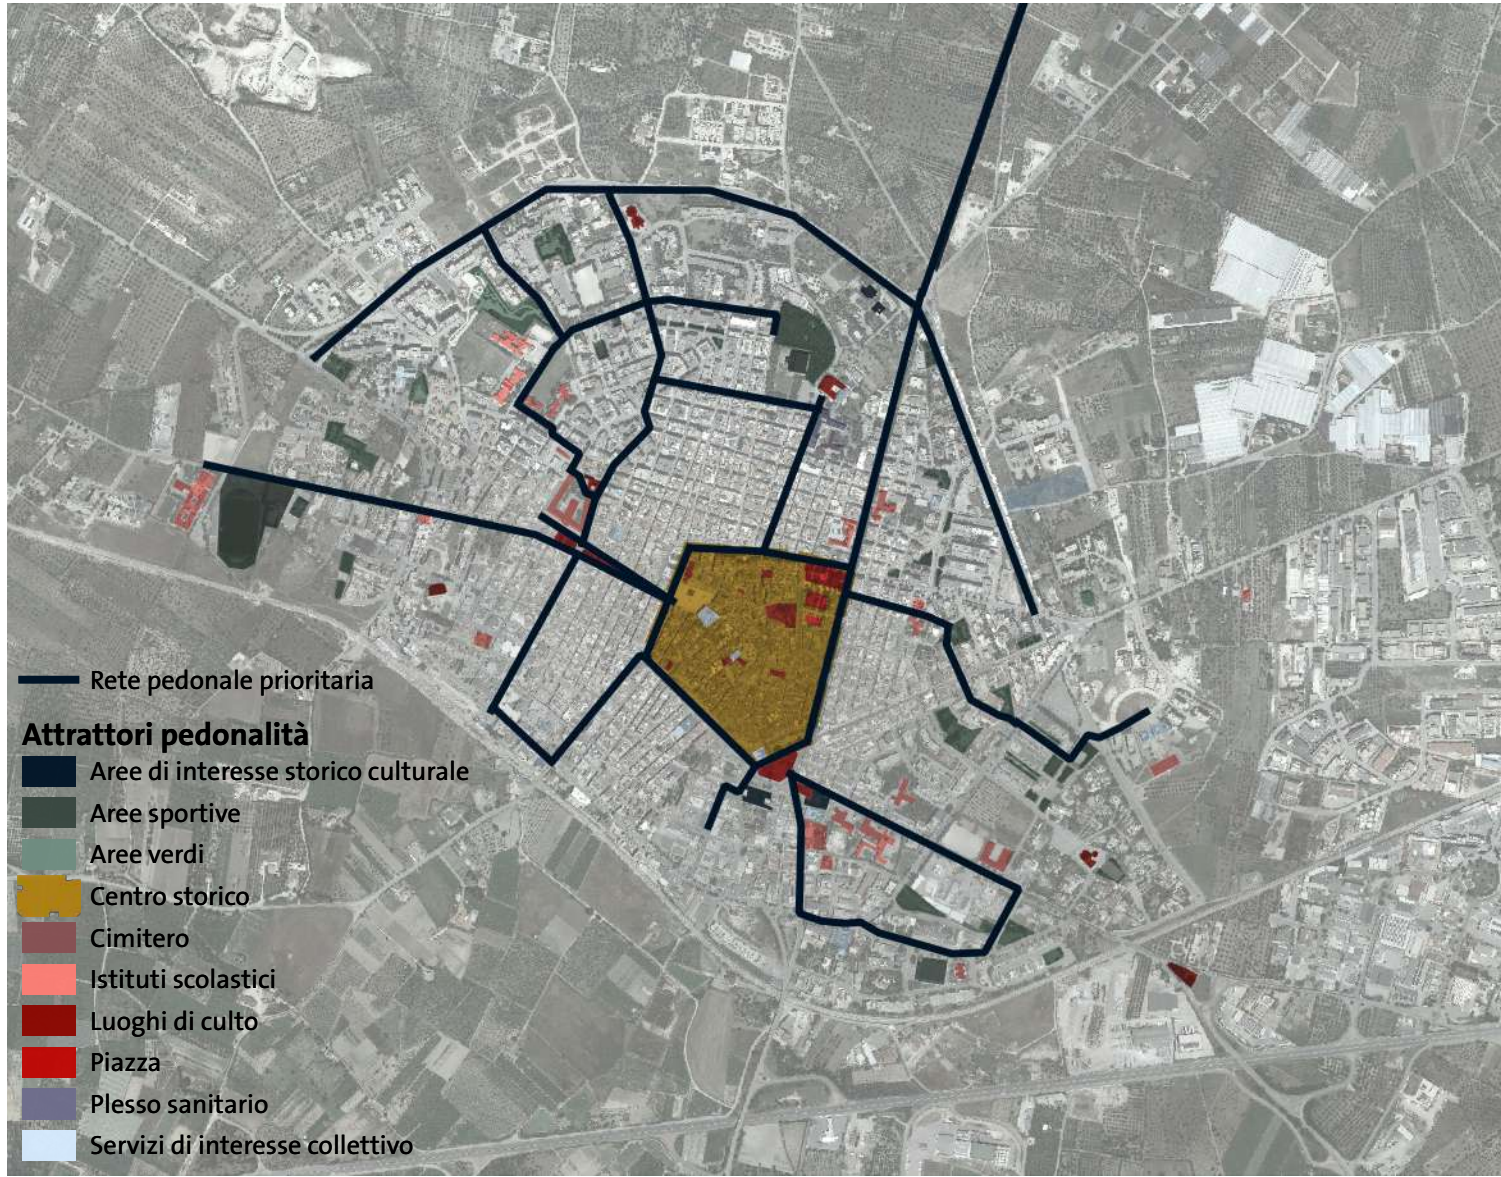 Rete pedonale prioritaria
Attrattori pedonalità
Aree di interesse storico culturale
Aree sportive
Aree verdi
Centro storico
Cimitero
Istituti scolastici
Luoghi di culto
Piazza
Plesso sanitario
Servizi di interesse collettivo